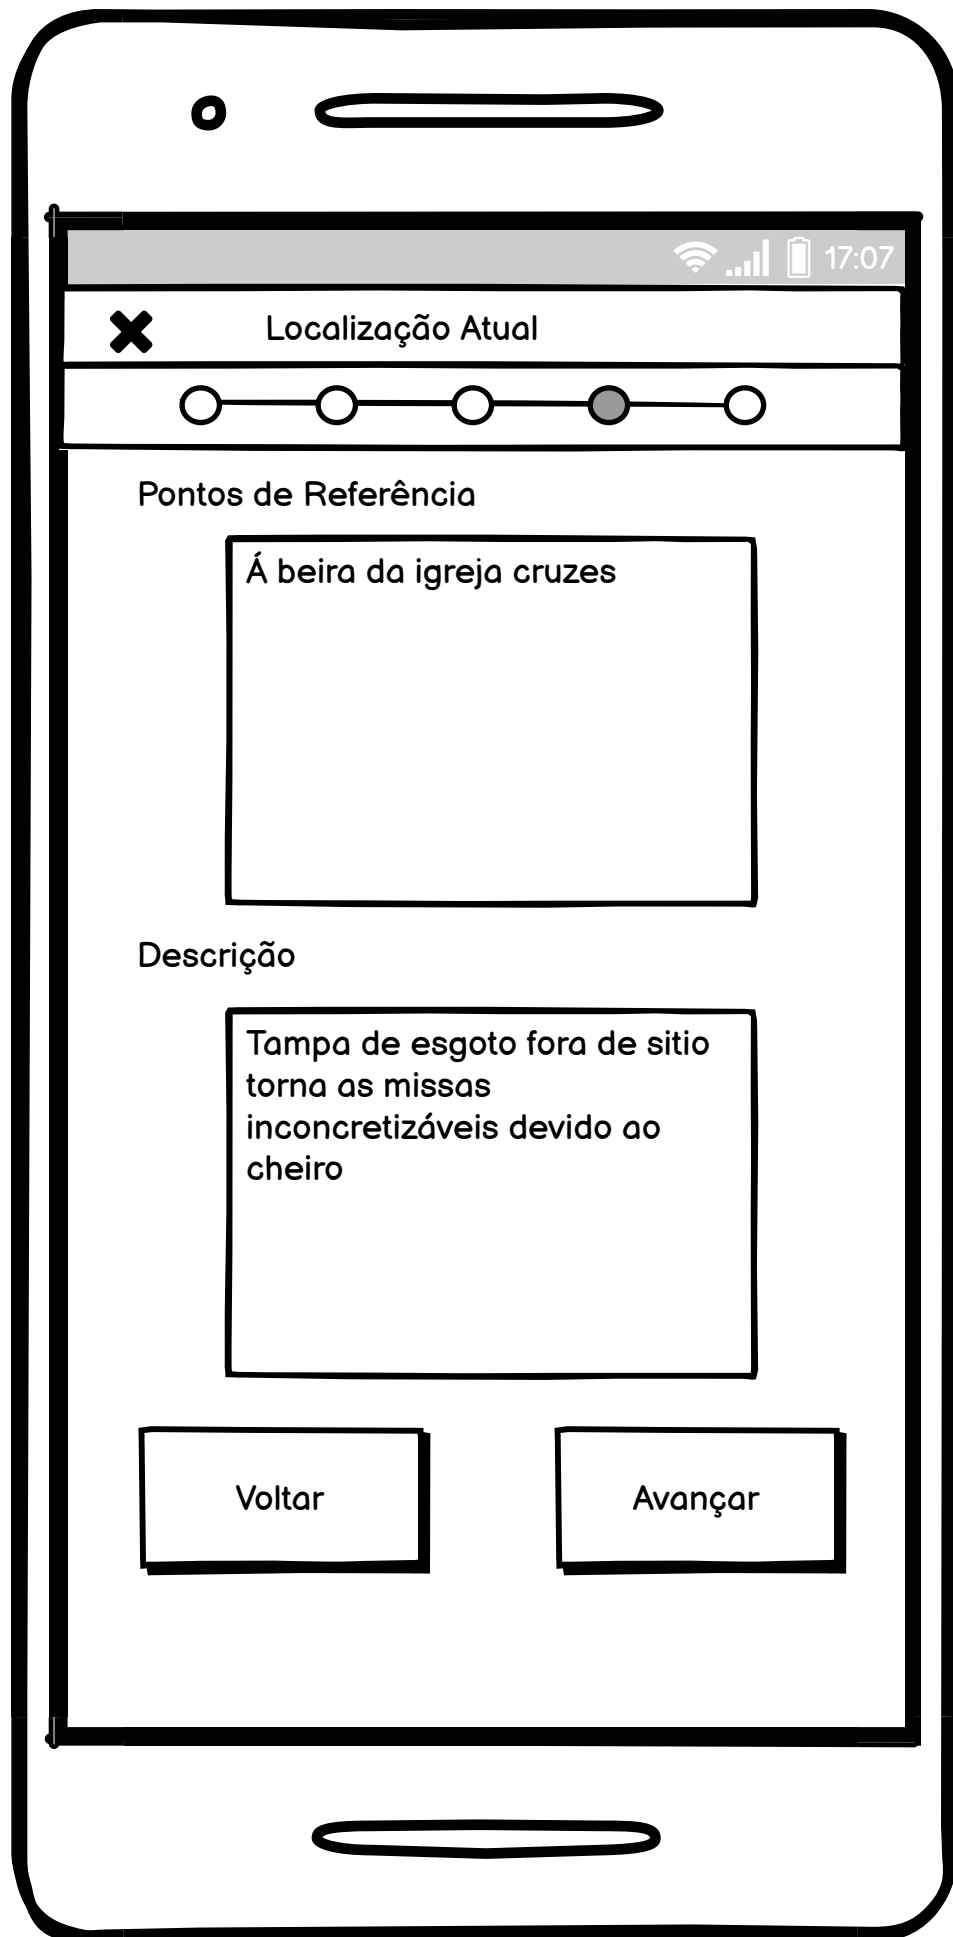 17:07
Localização Atual
Pontos de Referência
Á beira da igreja cruzes
Descrição
Tampa de esgoto fora de sitio
torna as missas
inconcretizáveis devido ao
cheiro
Voltar
Avançar